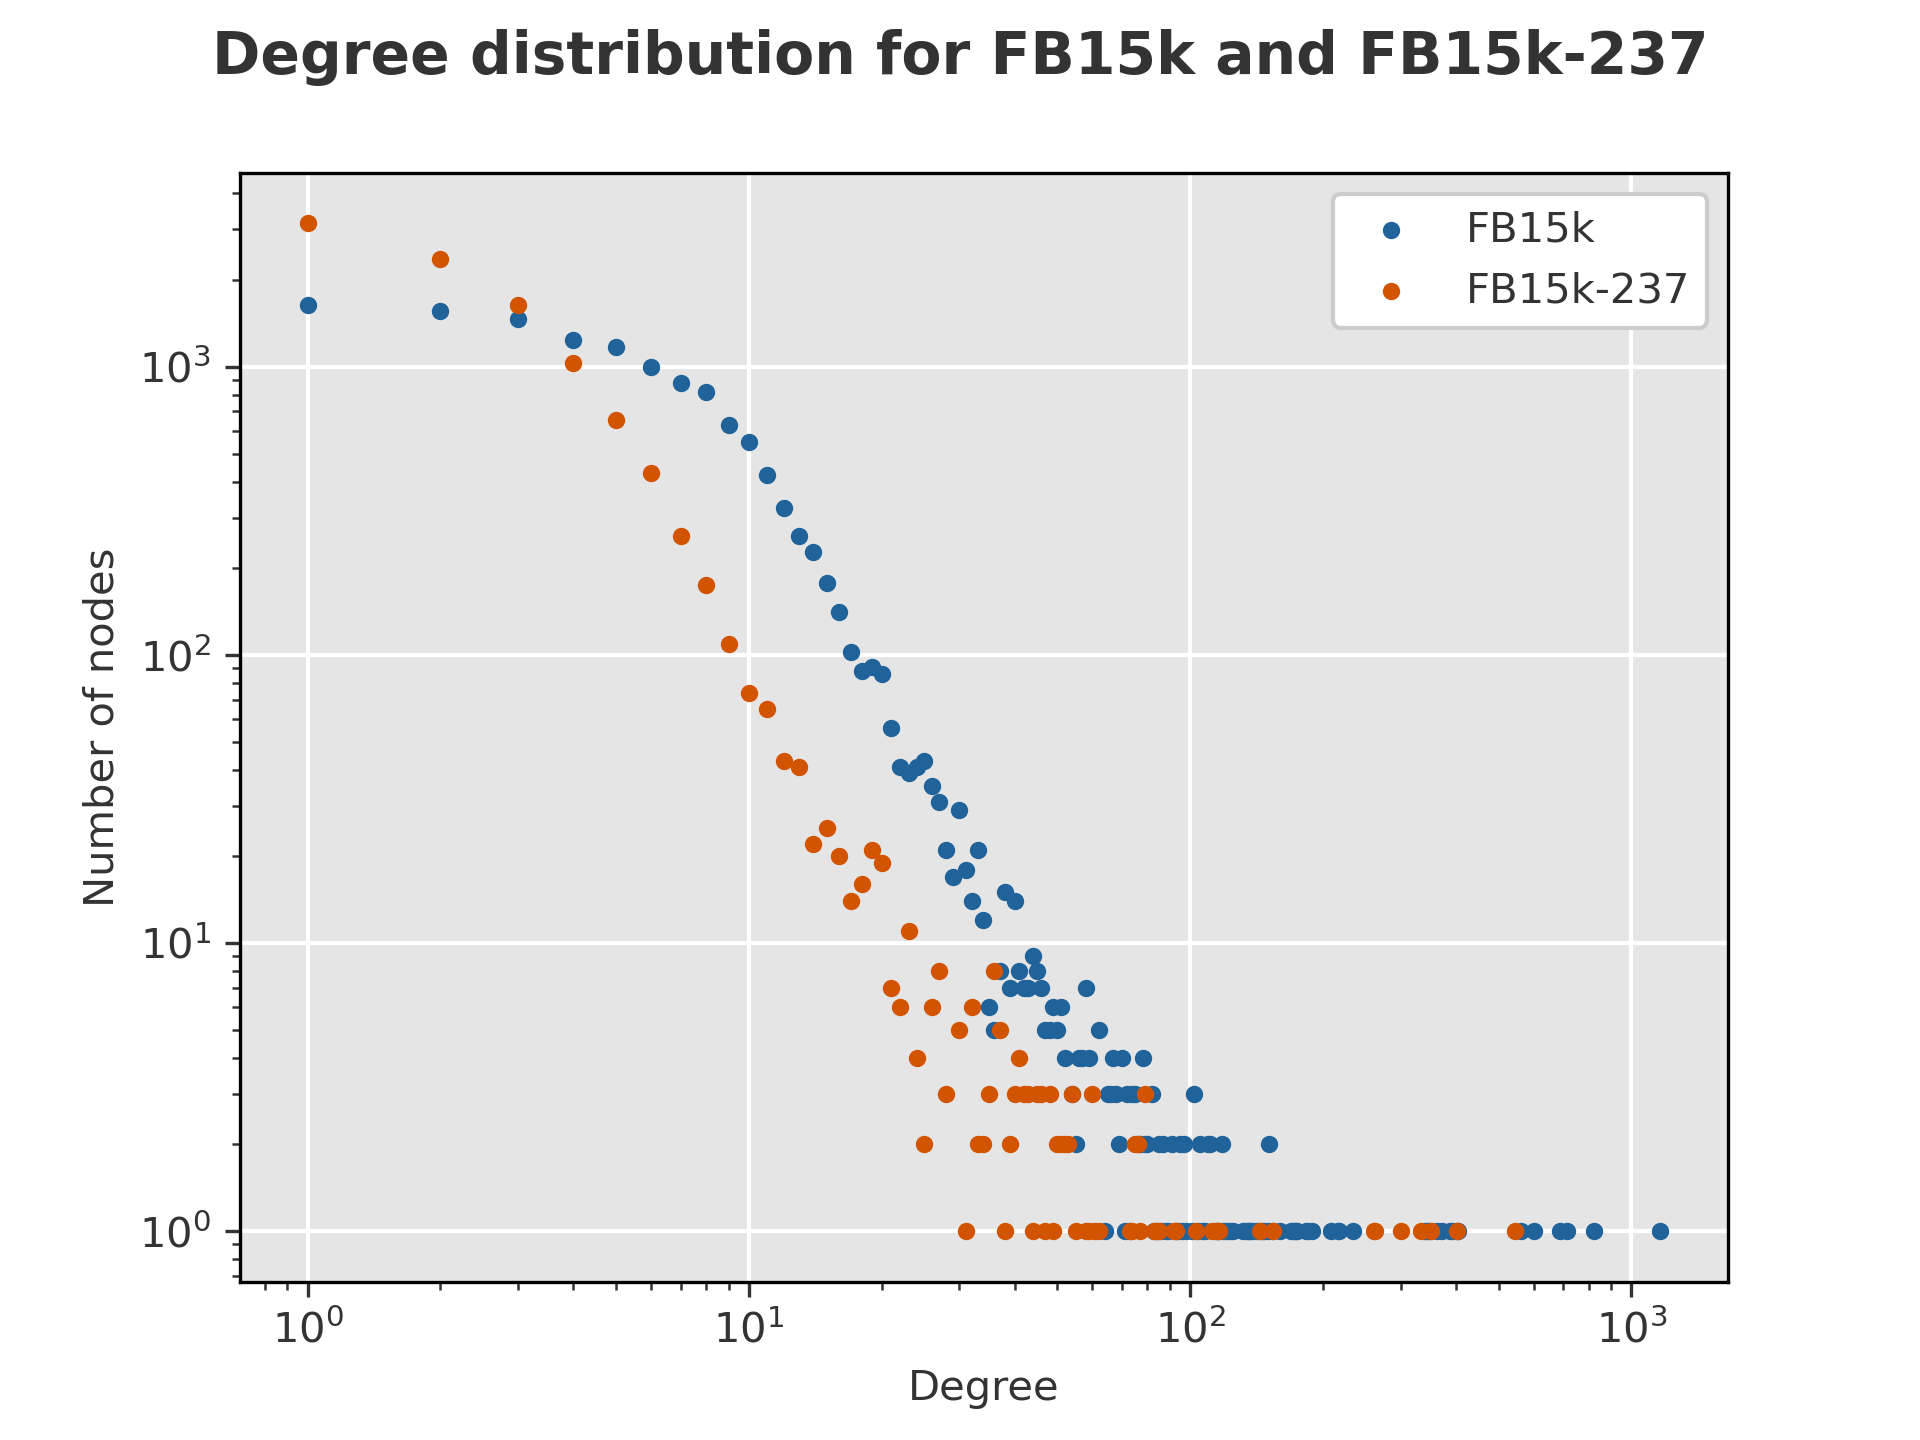 Degree distribution for FB15k and FB15k-237
FB15k
FB15k-237
Number of nodes
10³
10²
10¹
10⁰
10⁰ 10¹ 10² 10³
Degree